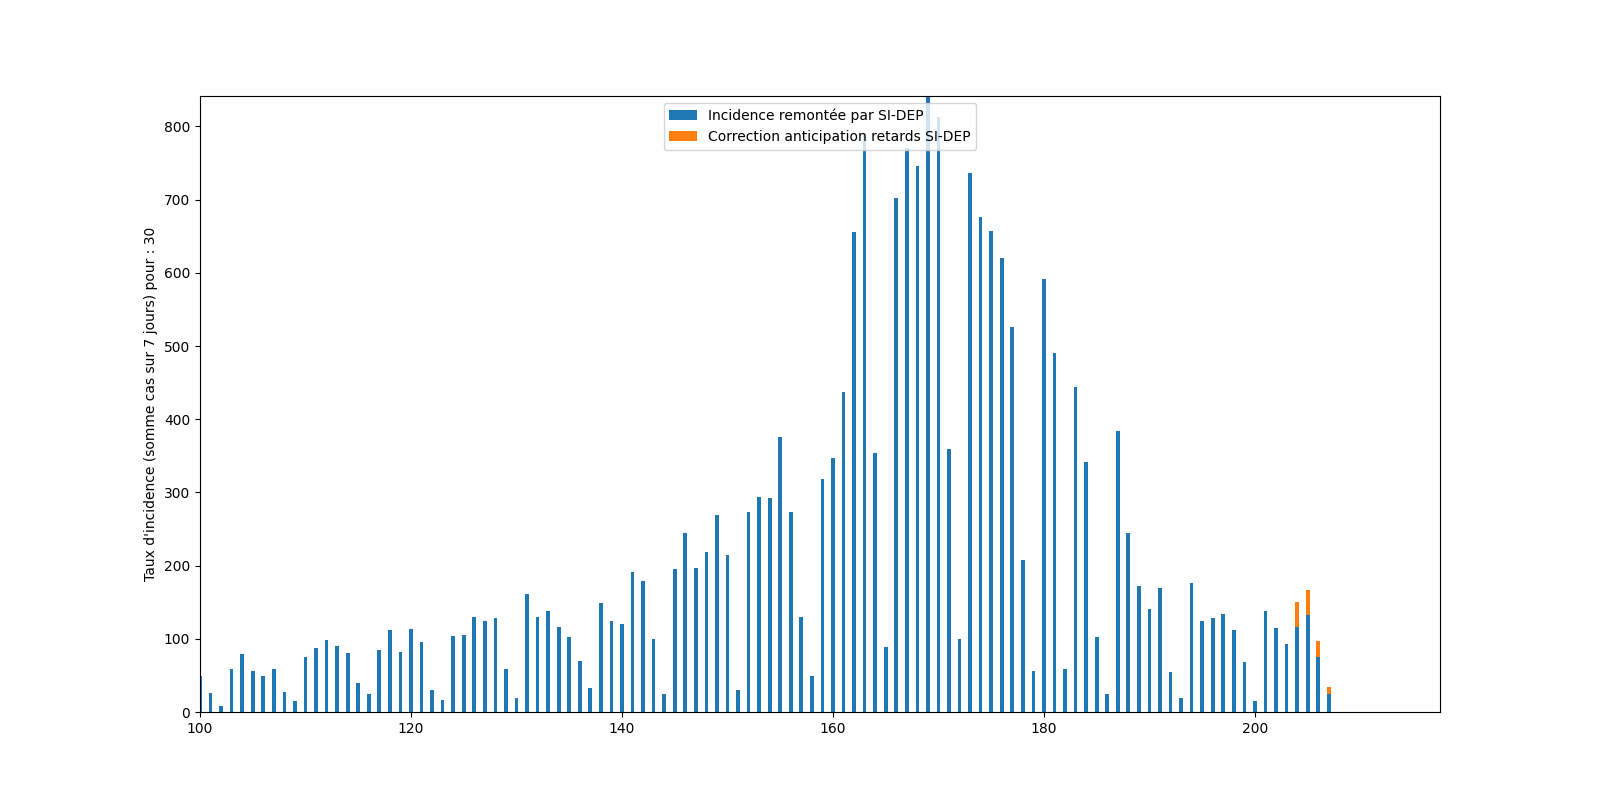 Incidence remontée par SI-DEP
Correction anticipation retards SI-DEP
Taux d'incidence (somme cas sur 7 jours) pour : 30
800
700
600
500
400
300
200
100
0
100 120 140 160 180 200